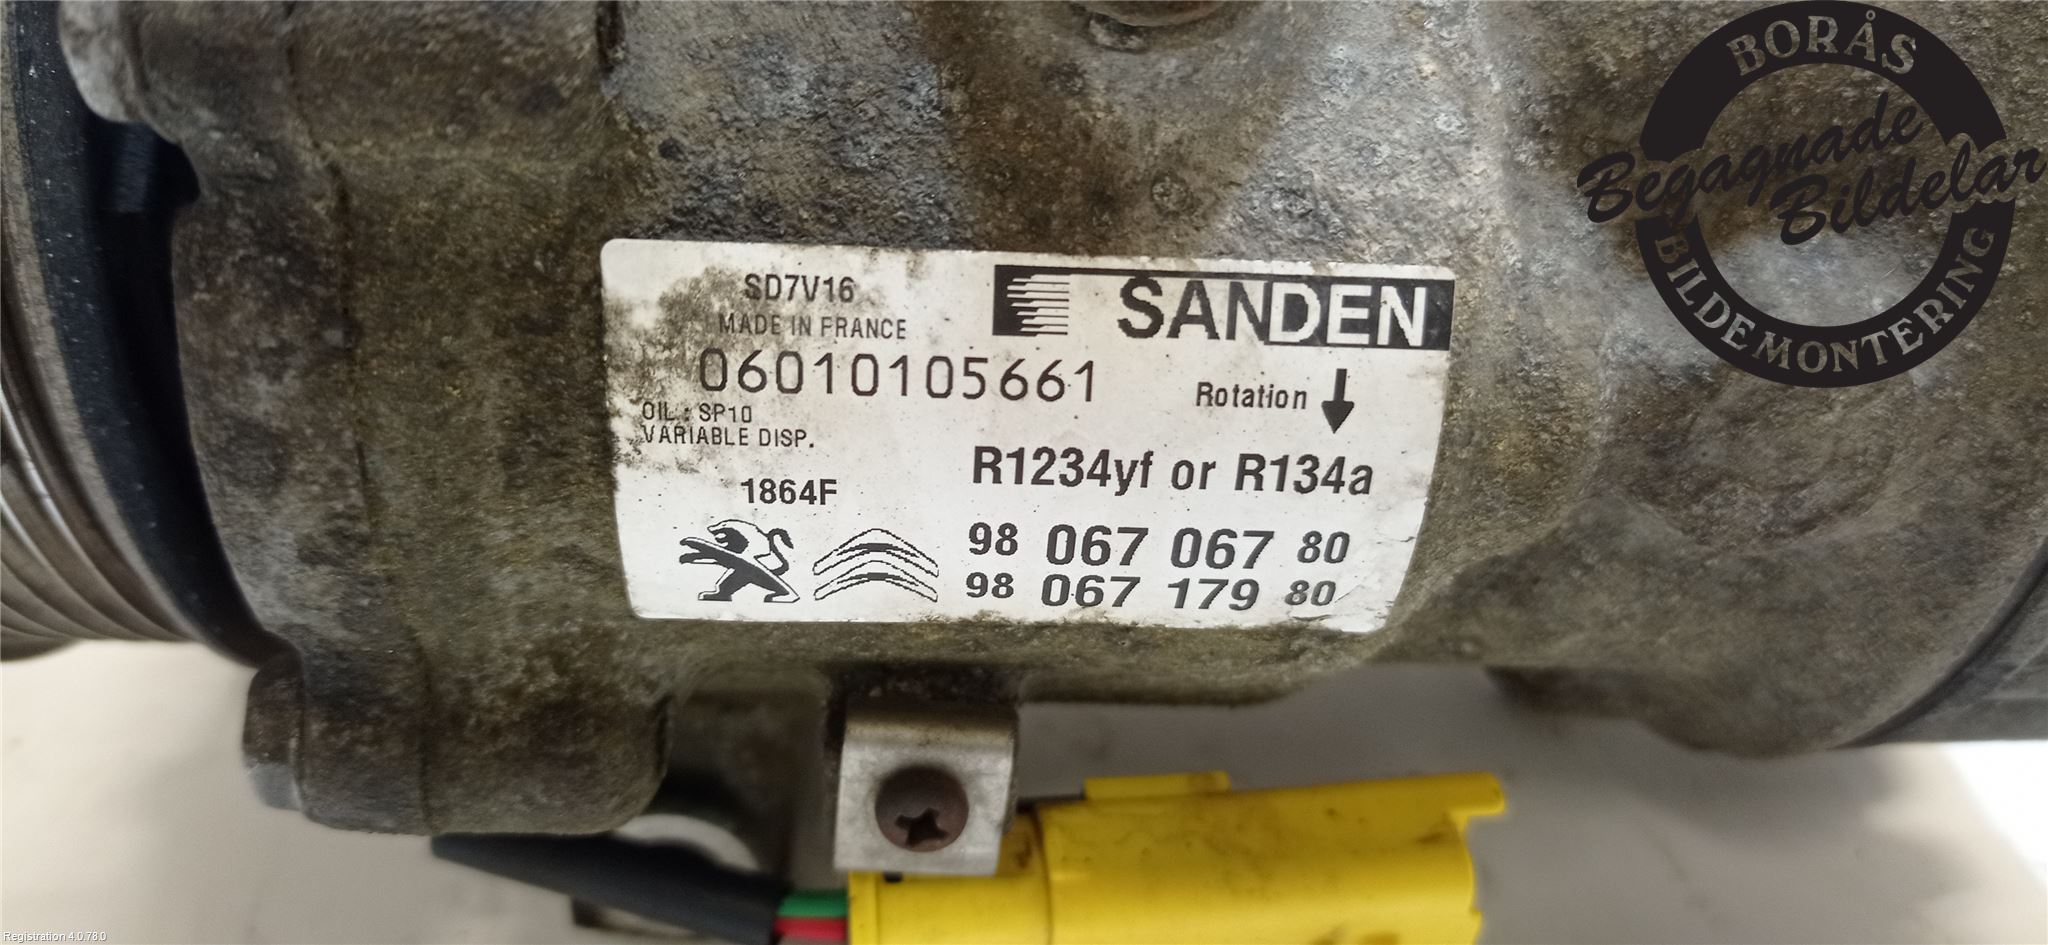 BORÅS
Begagnade
Bildelar
BILDEMONTERING
SD7V16
MADE IN FRANCE
SANDEN
06010105661
Rotation
OIL : SP10
VARIABLE DISP.
R1234yf or R134a
1864F
98 067 067 80
98 067 179 80
Registration 4.0.78.0